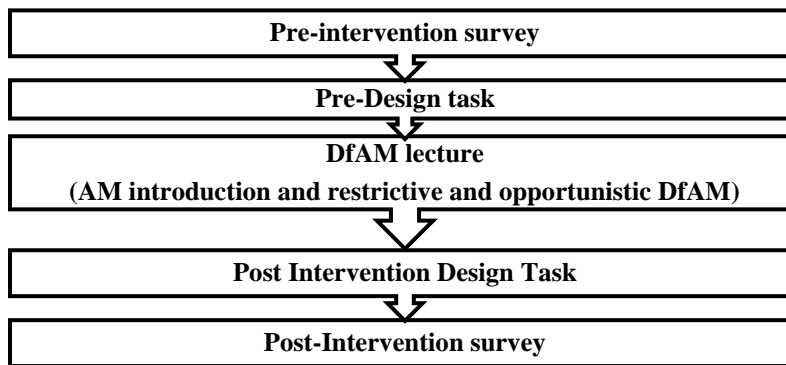 Pre-intervention survey
Pre-Design task
DfAM lecture
(AM introduction and restrictive and opportunistic DfAM)
Post Intervention Design Task
Post-Intervention survey